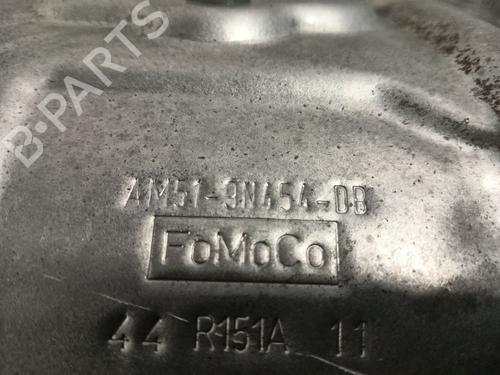 B-PARTS
AM51-9N454-DB
FoMoCo
44 R151A 11